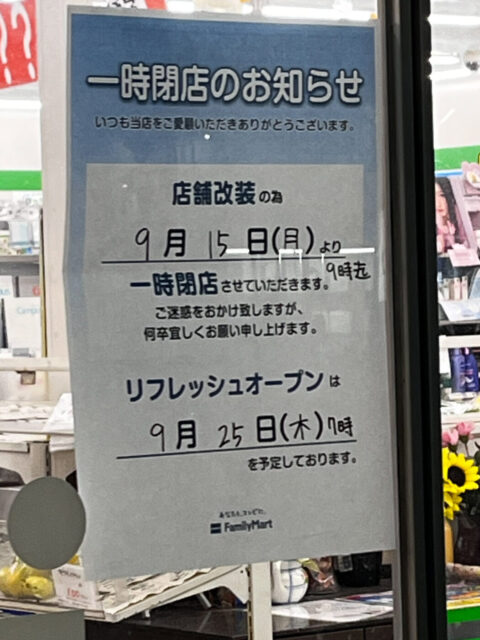 一時閉店のお知らせ
いつも当店をご愛顧いただきありがとうございます。
店舗改装の為
9月 15日(月)より
9時迄
一時閉店させていただきます。
ご迷惑をおかけ致しますが、
何卒宜しくお願い申し上げます。
リフレッシュオープンは
9月 25日(木)7時
を予定しております。
あなたと、コンビに、
FamilyMart
??